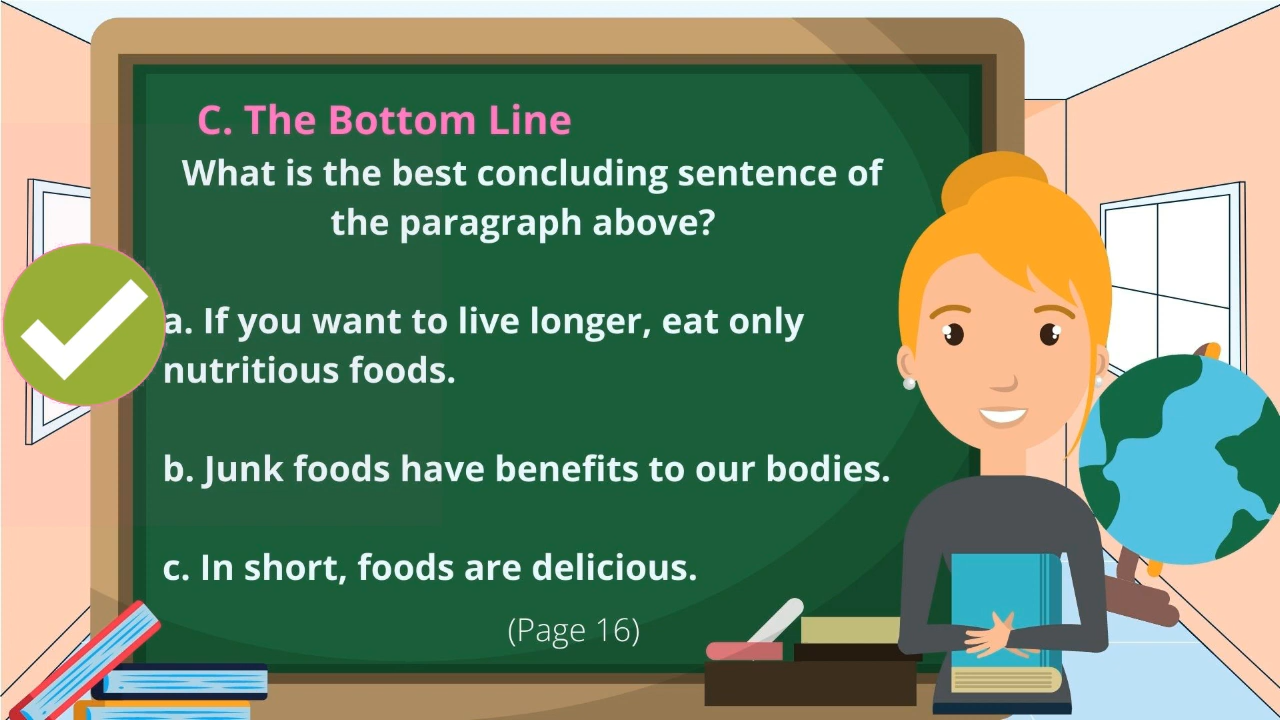 C. The Bottom Line
What is the best concluding sentence of
the paragraph above?
a. If you want to live longer, eat only
nutritious foods.
b. Junk foods have benefits to our bodies.
c. In short, foods are delicious.
(Page 16)